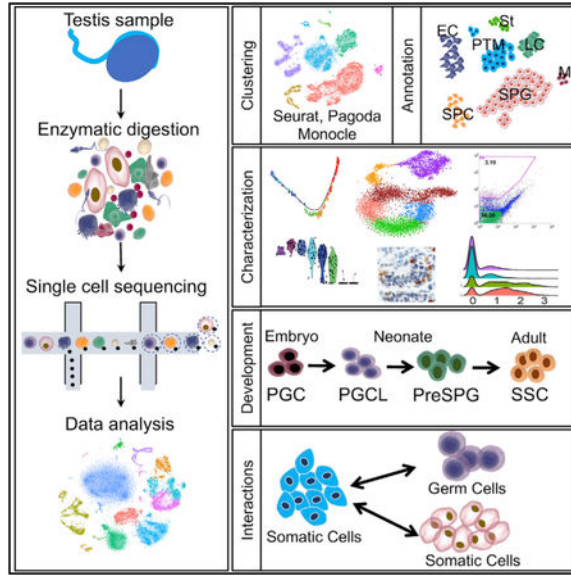 Testis sample
Enzymatic digestion
Single cell sequencing
Data analysis
Clustering
Seurat, Pagoda
Monocle
Annotation
EC
St
PTM
LC
M
SPG
SPC
Characterization
3.19
0 1 2 3
Development
Embryo
Neonate
Adult
PGC
PGCL
PreSPG
SSC
Interactions
Somatic Cells
Germ Cells
Somatic Cells